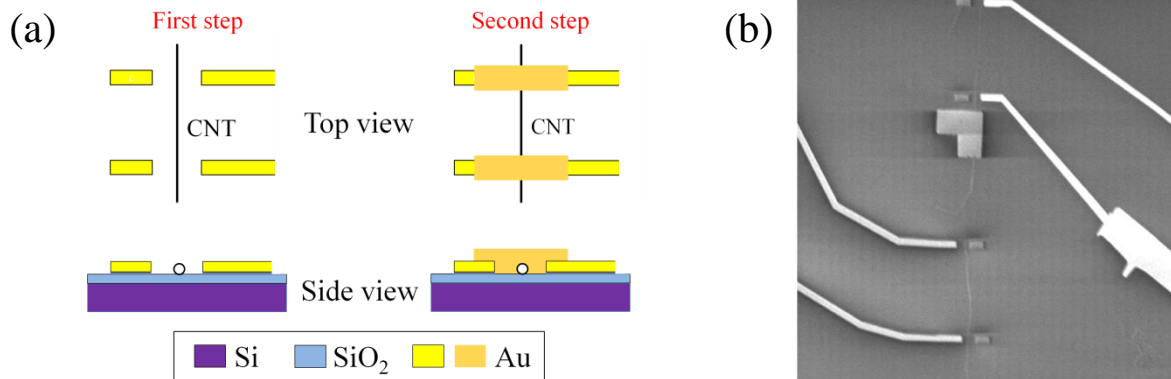 (a)
First step
Second step
(b)
CNT
Top view
CNT
Side view
Si
SiO₂
Au